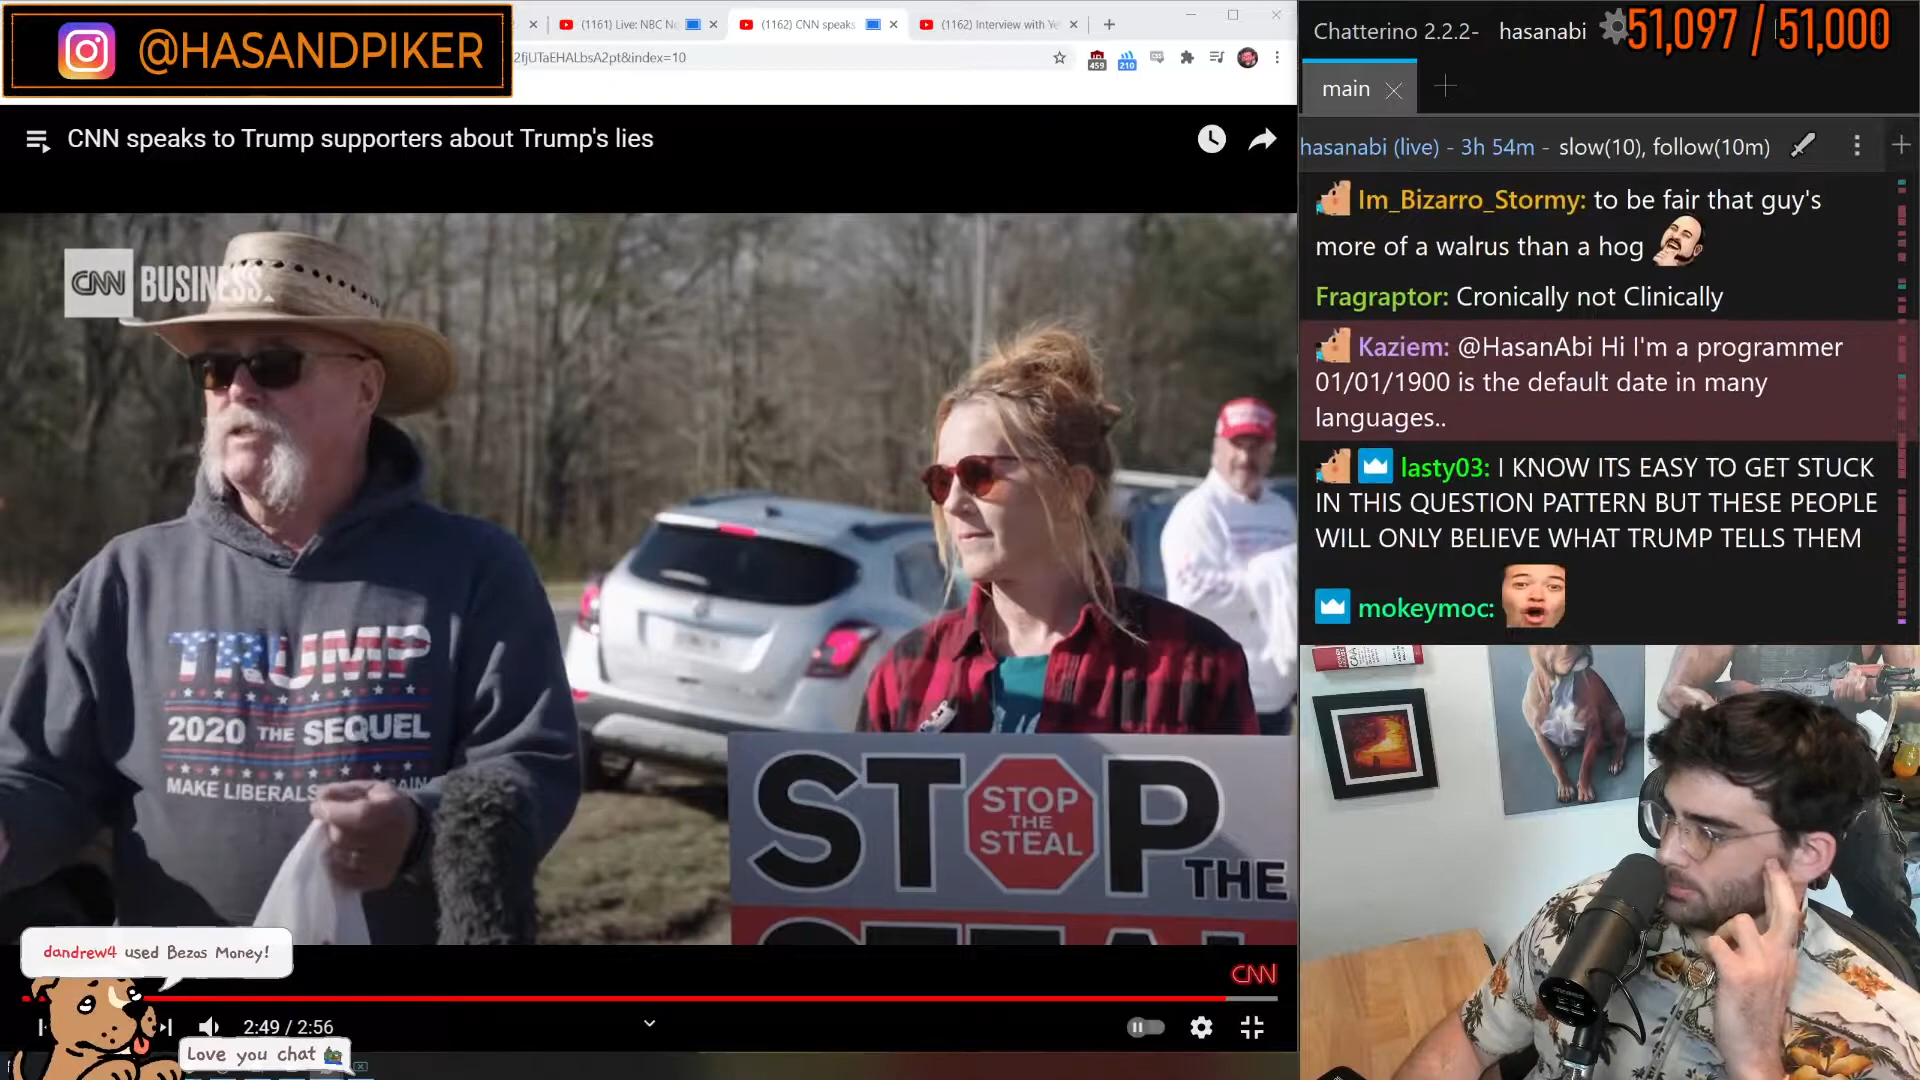 @HASANDPIKER
(1161) Live: NBC Ne
(1162) CNN speaks
(1162) Interview with Ye
2fjUTaEHALbsA2pt&index=10
459
210
CNN speaks to Trump supporters about Trump's lies
CNN BUSINESS
TRUMP
2020 THE SEQUEL
MAKE LIBERALS
STOP
STOP
THE
STEAL
THE
STEAL
CNN
dandrew4 used Bezos Money!
2:49 / 2:56
Love you chat
Chatterino 2.2.2- hasanabi
51,097 / 51,000
main
hasanabi (live) - 3h 54m - slow(10), follow(10m)
Im_Bizarro_Stormy: to be fair that guy's
more of a walrus than a hog
Fragraptor: Cronically not Clinically
Kaziem: @HasanAbi Hi I'm a programmer
01/01/1900 is the default date in many
languages..
lasty03: I KNOW ITS EASY TO GET STUCK
IN THIS QUESTION PATTERN BUT THESE PEOPLE
WILL ONLY BELIEVE WHAT TRUMP TELLS THEM
mokeymoc: